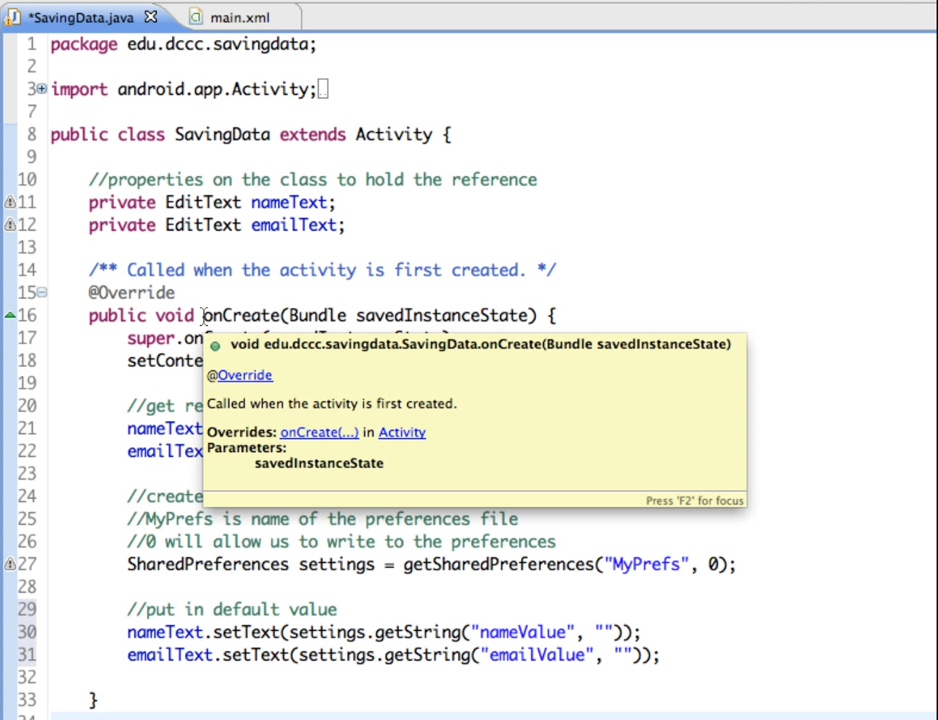 *SavingData.java main.xml
1 package edu.dccc.savingdata;
2
3 import android.app.Activity;
7
8 public class SavingData extends Activity {
9
10 //properties on the class to hold the reference
11 private EditText nameText;
12 private EditText emailText;
13
14 /** Called when the activity is first created. */
15 @Override
16 public void onCreate(Bundle savedInstanceState) {
17 super.on
void edu.dccc.savingdata.SavingData.onCreate(Bundle savedInstanceState)
18 setConte
@Override
19
Called when the activity is first created.
20 //get re
21 nameText
Overrides: onCreate(...) in Activity
Parameters:
22 emailTex
savedInstanceState
23
24 //create
Press 'F2' for focus
25 //MyPrefs is name of the preferences file
26 //0 will allow us to write to the preferences
27 SharedPreferences settings = getSharedPreferences("MyPrefs", 0);
28
29 //put in default value
30 nameText.setText(settings.getString("nameValue", ""));
31 emailText.setText(settings.getString("emailValue", ""));
32
33 }